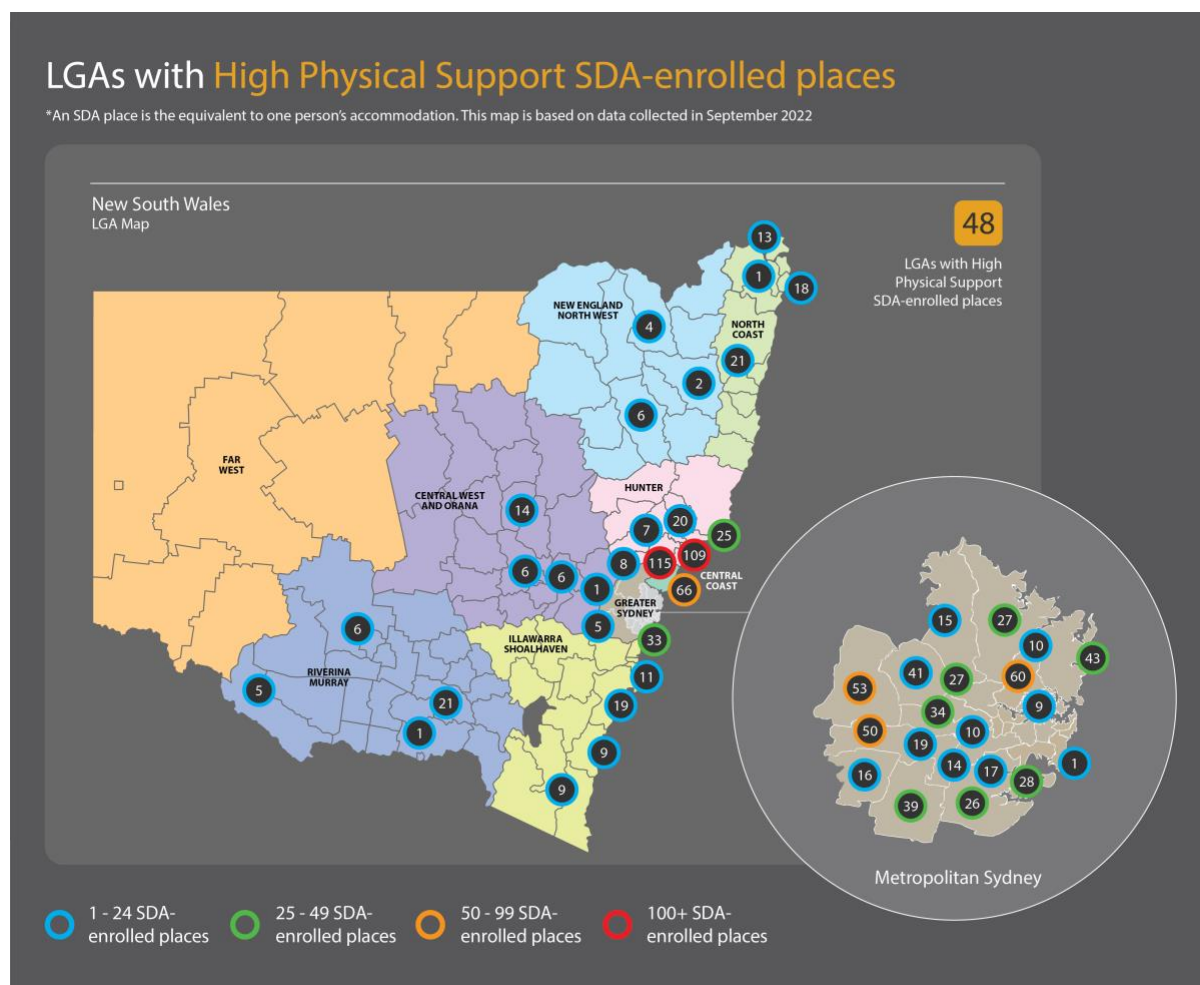 LGAs with High Physical Support SDA-enrolled places
*An SDA place is the equivalent to one person's accommodation. This map is based on data collected in September 2022
New South Wales
LGA Map
48
LGAs with High
Physical Support
SDA-enrolled places
13
1
18
NEW ENGLAND
NORTH WEST
4
NORTH
COAST
21
2
6
FAR
WEST
CENTRAL WEST
AND ORANA
14
HUNTER
7
20
25
6
6
1
8
115
109
CENTRAL
COAST
66
GREATER
SYDNEY
5
33
ILLAWARRA
SHOALHAVEN
11
19
9
9
6
RIVERINA
MURRAY
5
21
1
15
27
10
43
41
27
60
53
9
34
50
19
10
16
14
17
28
1
39
26
Metropolitan Sydney
1 - 24 SDA-
enrolled places
25 - 49 SDA-
enrolled places
50 - 99 SDA-
enrolled places
100+ SDA-
enrolled places